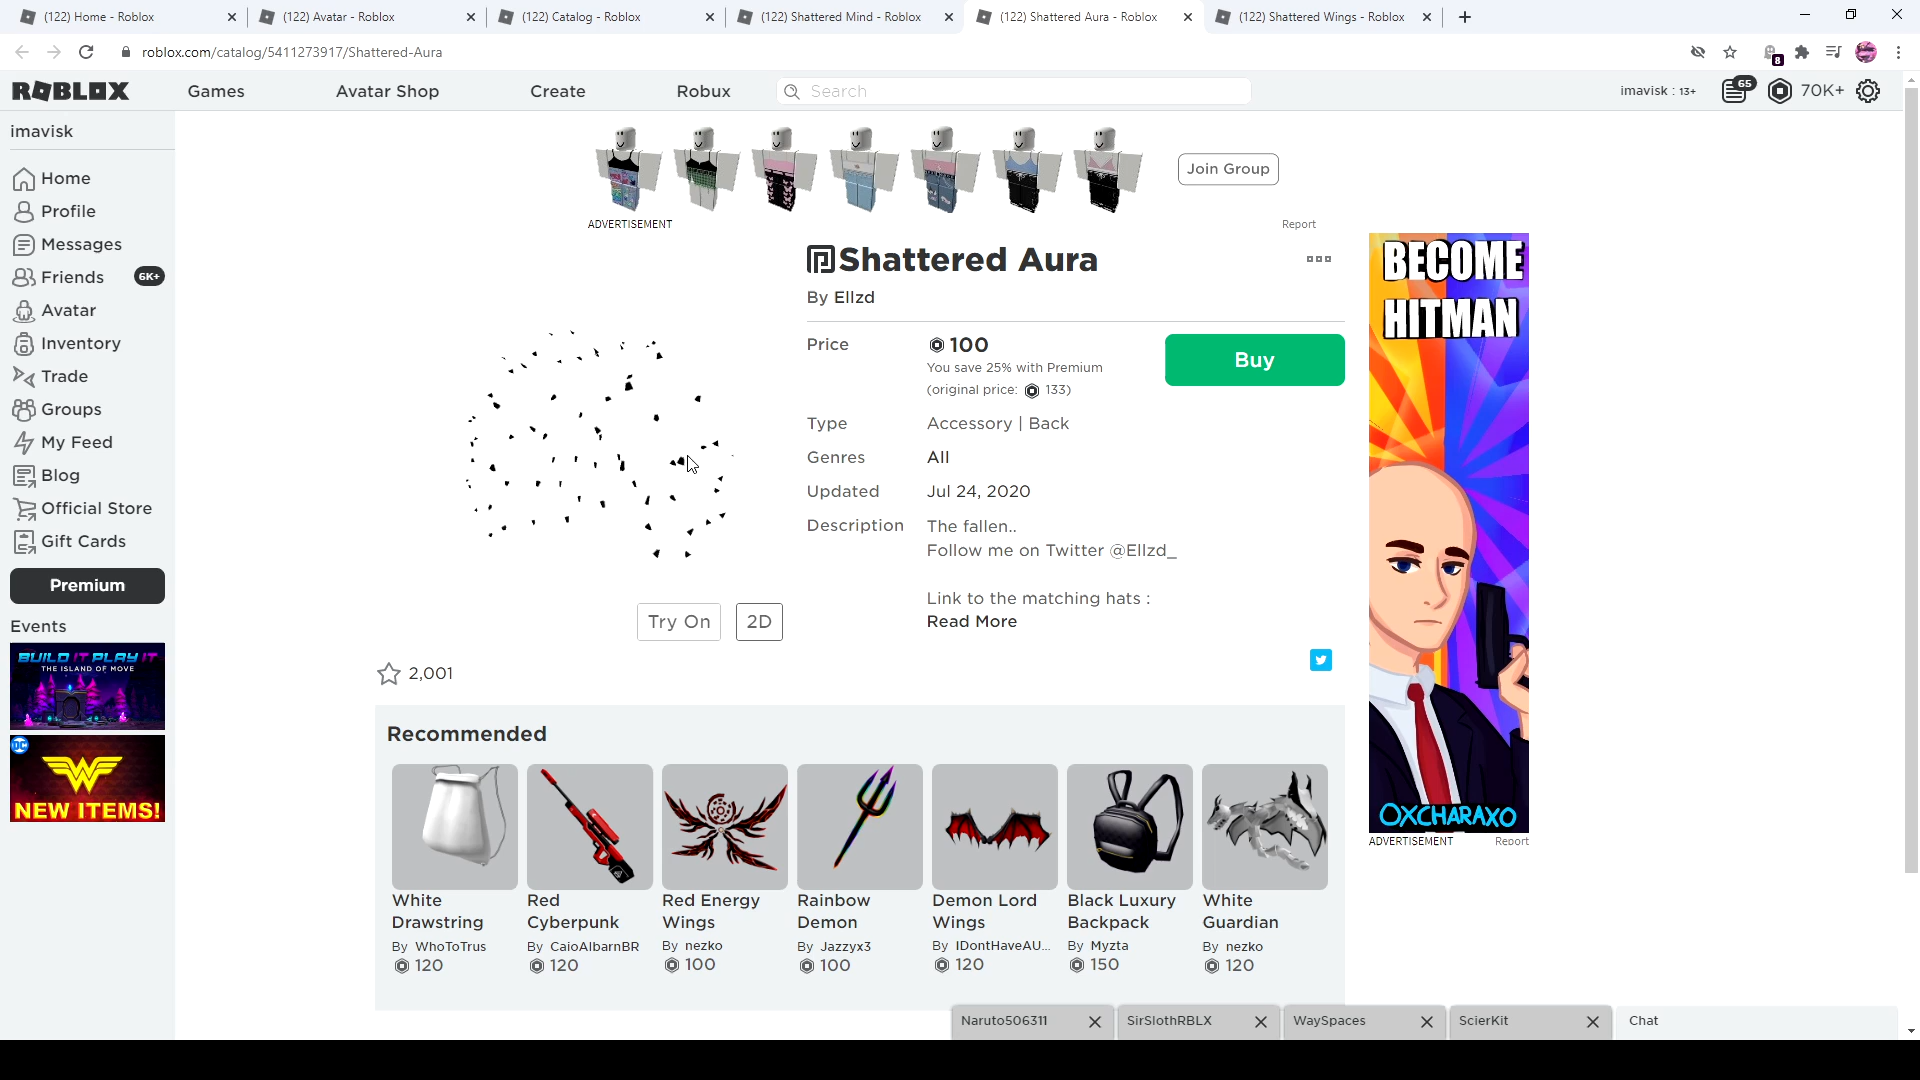 (122) Home - Roblox
(122) Avatar - Roblox
(122) Catalog - Roblox
(122) Shattered Mind - Roblox
(122) Shattered Aura - Roblox
(122) Shattered Wings - Roblox
roblox.com/catalog/5411273917/Shattered-Aura
8
ROBLOX
Games
Avatar Shop
Create
Robux
Search
imavisk : 13+
65
70K+
imavisk
Home
Profile
Messages
Friends
6K+
Avatar
Inventory
Trade
Groups
My Feed
Blog
Official Store
Gift Cards
Premium
Events
BUILD IT PLAY IT
THE ISLAND OF MOVE
DC
NEW ITEMS!
Join Group
ADVERTISEMENT
Report
Shattered Aura
By Ellzd
Price
100
You save 25% with Premium
(original price: 133)
Buy
Type
Accessory | Back
Genres
All
Updated
Jul 24, 2020
Description
The fallen..
Follow me on Twitter @Ellzd_
Link to the matching hats :
Read More
Try On
2D
2,001
BECOME
HITMAN
OXCHARAXO
ADVERTISEMENT
Report
Recommended
White
Drawstring
By WhoToTrus
120
Red
Cyberpunk
By CaioAlbarnBR
120
Red Energy
Wings
By nezko
100
Rainbow
Demon
By Jazzyx3
100
Demon Lord
Wings
By IDontHaveAU...
120
Black Luxury
Backpack
By Myzta
150
White
Guardian
By nezko
120
Naruto506311
SirSlothRBLX
WaySpaces
ScierKit
Chat